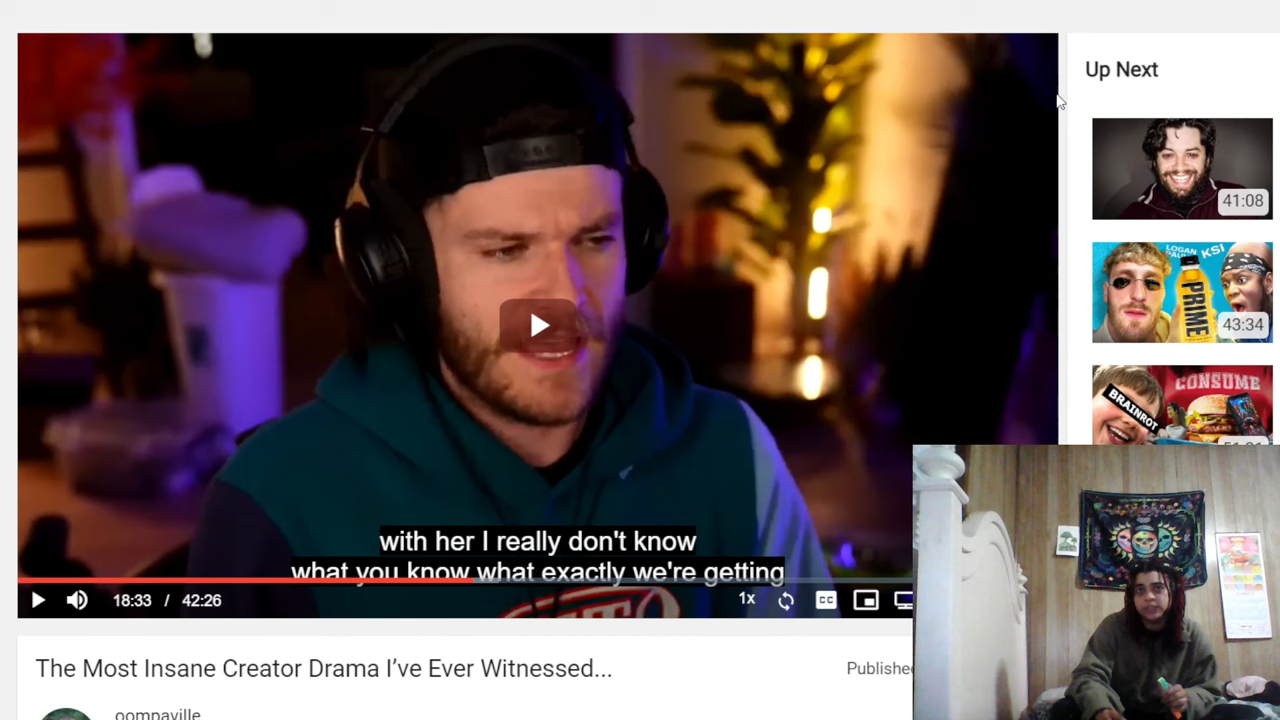 Up Next
41:08
LOGAN
PAUL
KSI
PRIME
43:34
CONSUME
BRAINROT
with her I really don't know
what you know what exactly we're getting
18:33 / 42:26
1x
CC
The Most Insane Creator Drama I've Ever Witnessed...
oompaville